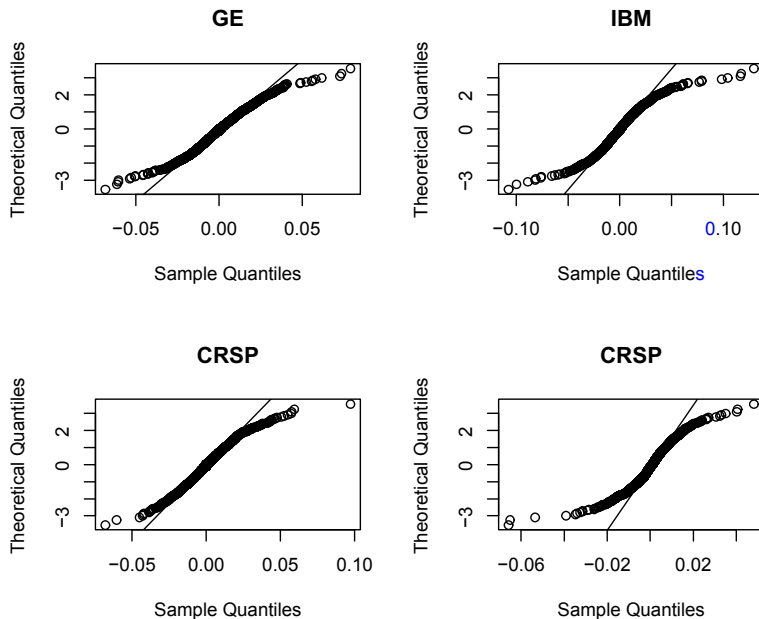 GE
Theoretical Quantiles
2
0
−3
−0.05 0.00 0.05
Sample Quantiles
IBM
Theoretical Quantiles
2
0
−3
−0.10 0.00 0.10
Sample Quantiles
CRSP
Theoretical Quantiles
2
0
−3
−0.05 0.00 0.05 0.10
Sample Quantiles
CRSP
Theoretical Quantiles
2
0
−3
−0.06 −0.02 0.02
Sample Quantiles